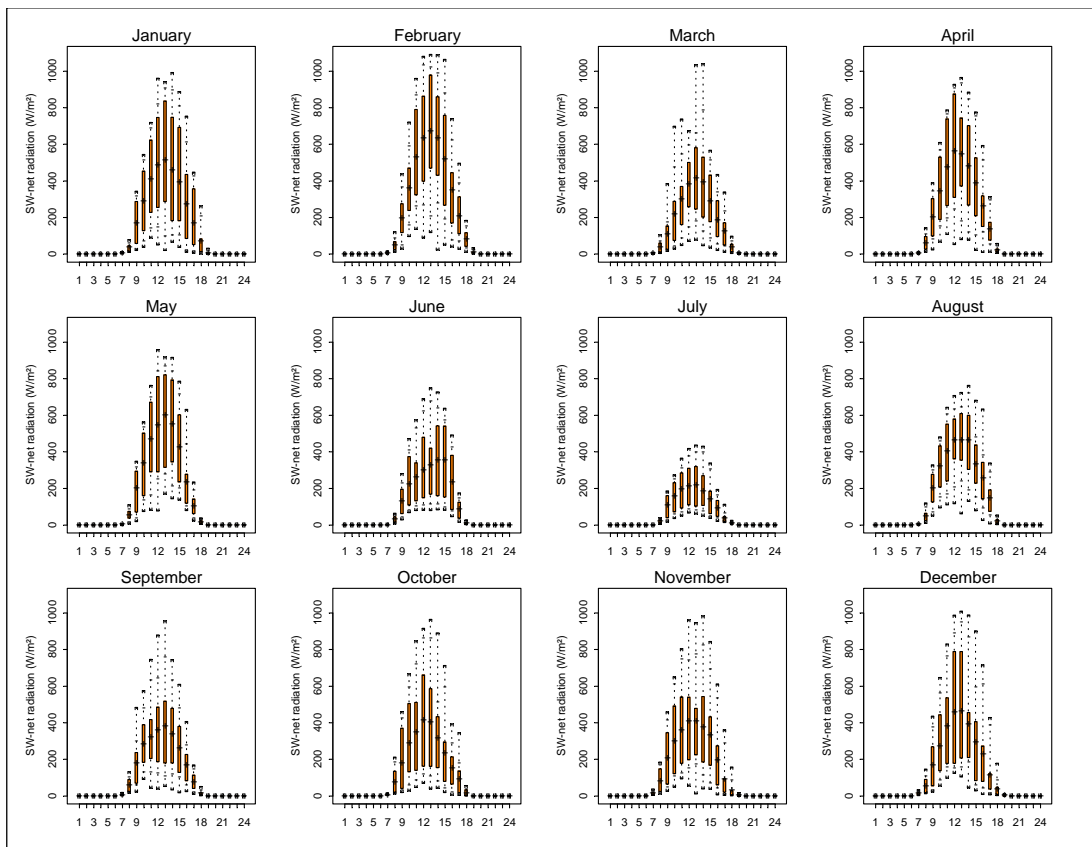 January
SW-net radiation (W/m²)
0 200 400 600 800 1000
1 3 5 7 9 12 15 18 21 24
February
SW-net radiation (W/m²)
0 200 400 600 800 1000
1 3 5 7 9 12 15 18 21 24
March
SW-net radiation (W/m²)
0 200 400 600 800 1000
1 3 5 7 9 12 15 18 21 24
April
SW-net radiation (W/m²)
0 200 400 600 800 1000
1 3 5 7 9 12 15 18 21 24
May
SW-net radiation (W/m²)
0 200 400 600 800 1000
1 3 5 7 9 12 15 18 21 24
June
SW-net radiation (W/m²)
0 200 400 600 800 1000
1 3 5 7 9 12 15 18 21 24
July
SW-net radiation (W/m²)
0 200 400 600 800 1000
1 3 5 7 9 12 15 18 21 24
August
SW-net radiation (W/m²)
0 200 400 600 800 1000
1 3 5 7 9 12 15 18 21 24
September
SW-net radiation (W/m²)
0 200 400 600 800 1000
1 3 5 7 9 12 15 18 21 24
October
SW-net radiation (W/m²)
0 200 400 600 800 1000
1 3 5 7 9 12 15 18 21 24
November
SW-net radiation (W/m²)
0 200 400 600 800 1000
1 3 5 7 9 12 15 18 21 24
December
SW-net radiation (W/m²)
0 200 400 600 800 1000
1 3 5 7 9 12 15 18 21 24